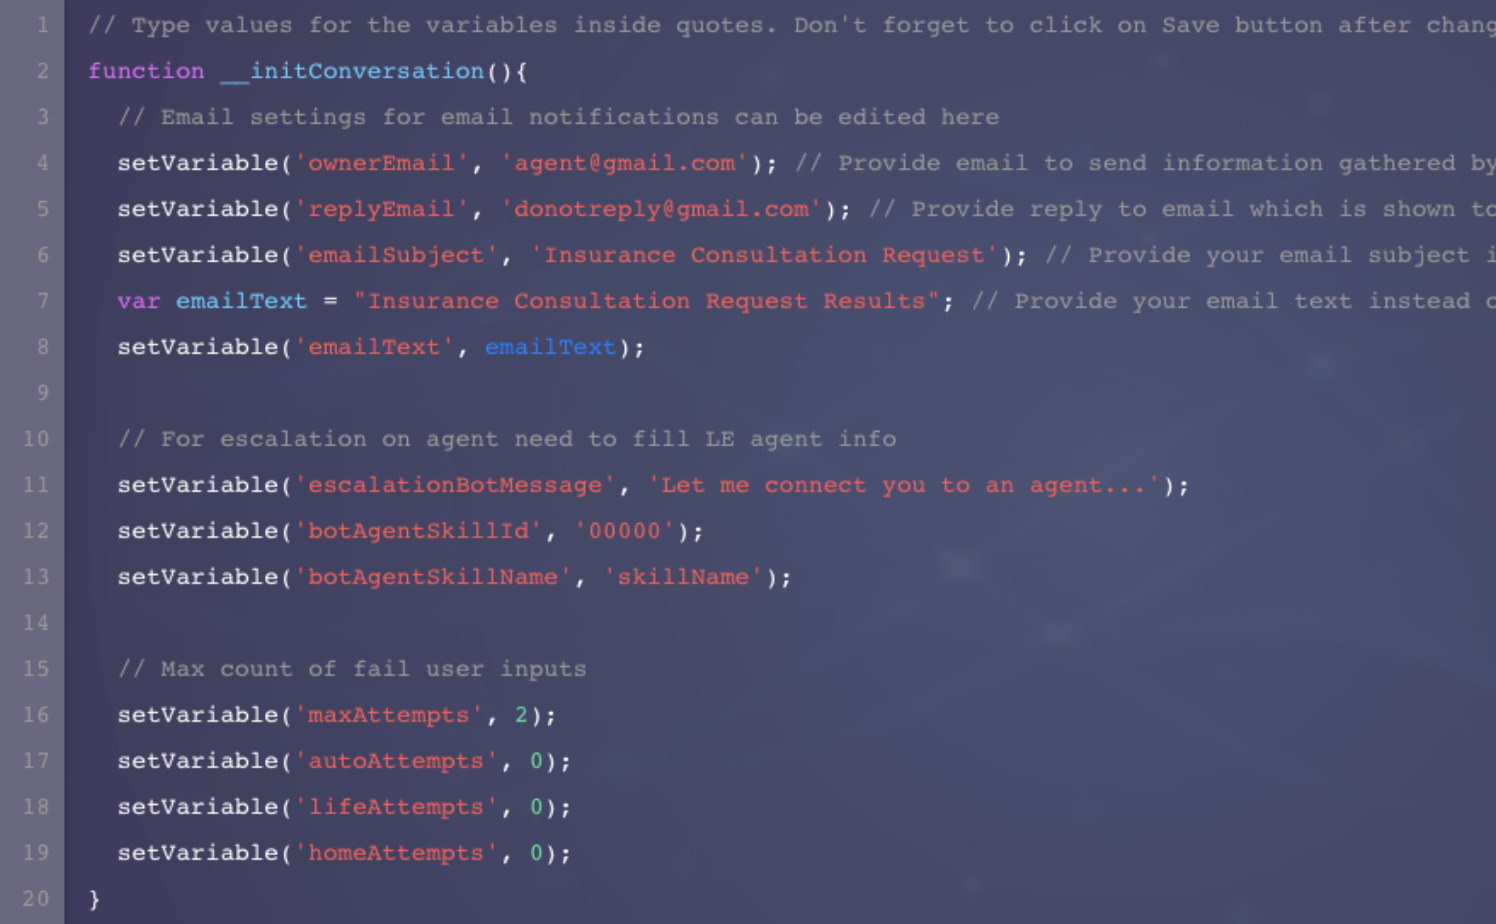 1 // Type values for the variables inside quotes. Don't forget to click on Save button after chang
2 function __initConversation(){
3 // Email settings for email notifications can be edited here
4 setVariable('ownerEmail', 'agent@gmail.com'); // Provide email to send information gathered by
5 setVariable('replyEmail', 'donotreply@gmail.com'); // Provide reply to email which is shown to
6 setVariable('emailSubject', 'Insurance Consultation Request'); // Provide your email subject i
7 var emailText = "Insurance Consultation Request Results"; // Provide your email text instead o
8 setVariable('emailText', emailText);
9
10 // For escalation on agent need to fill LE agent info
11 setVariable('escalationBotMessage', 'Let me connect you to an agent...');
12 setVariable('botAgentSkillId', '00000');
13 setVariable('botAgentSkillName', 'skillName');
14
15 // Max count of fail user inputs
16 setVariable('maxAttempts', 2);
17 setVariable('autoAttempts', 0);
18 setVariable('lifeAttempts', 0);
19 setVariable('homeAttempts', 0);
20 }